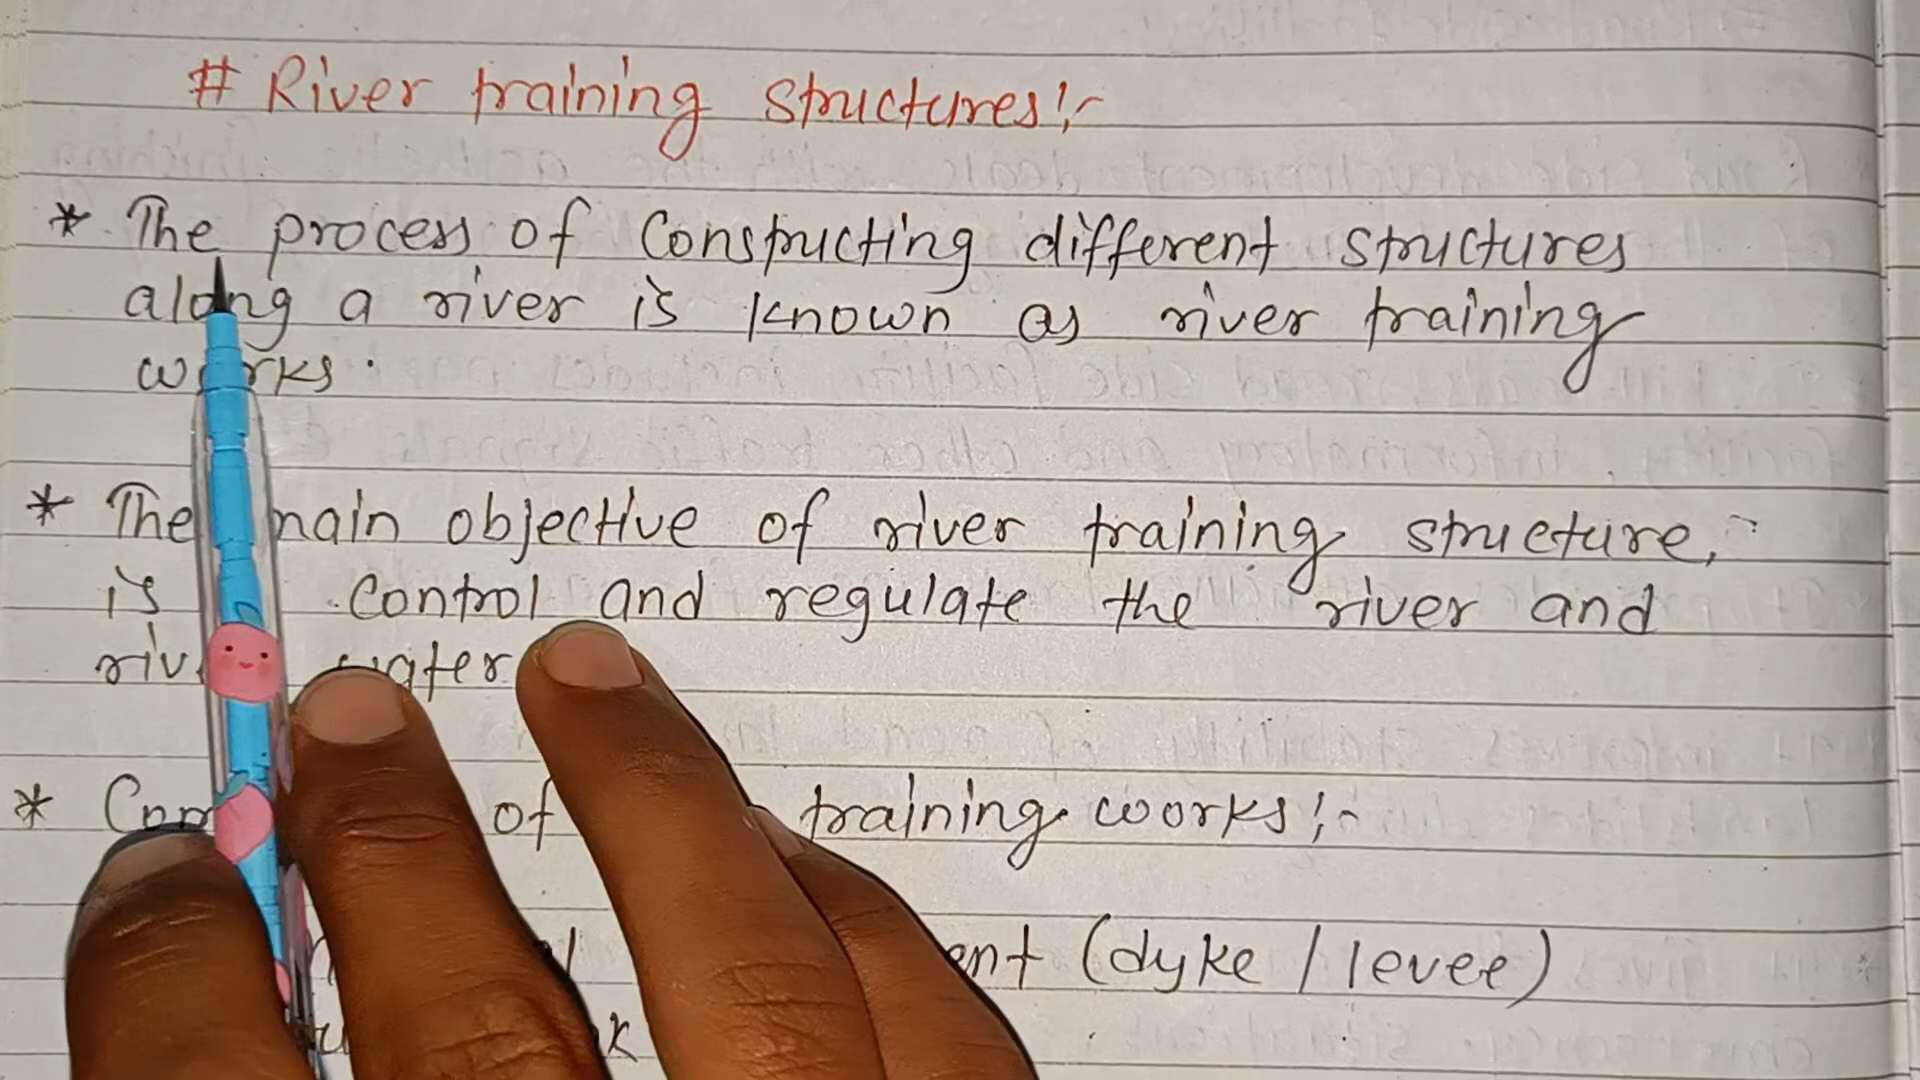 # River training structures:-
* The process of Constructing different structures
along a river is known as river training
works.
* The main objective of river training structure,
is control and regulate the river and
water
* of training works:-
(dyke / levee)